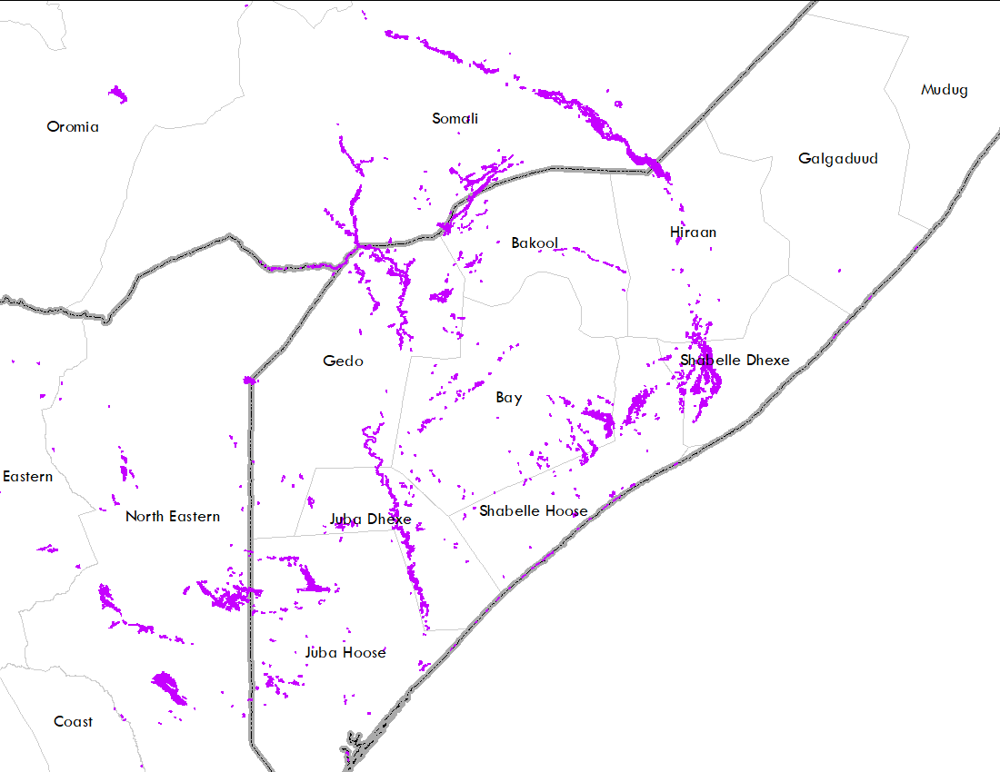 Mudug
Somali
Oromia
Galgaduud
Hiraan
Bakool
Gedo
Shabelle Dhexe
Bay
Eastern
North Eastern
Juba Dhexe
Shabelle Hoose
Juba Hoose
Coast